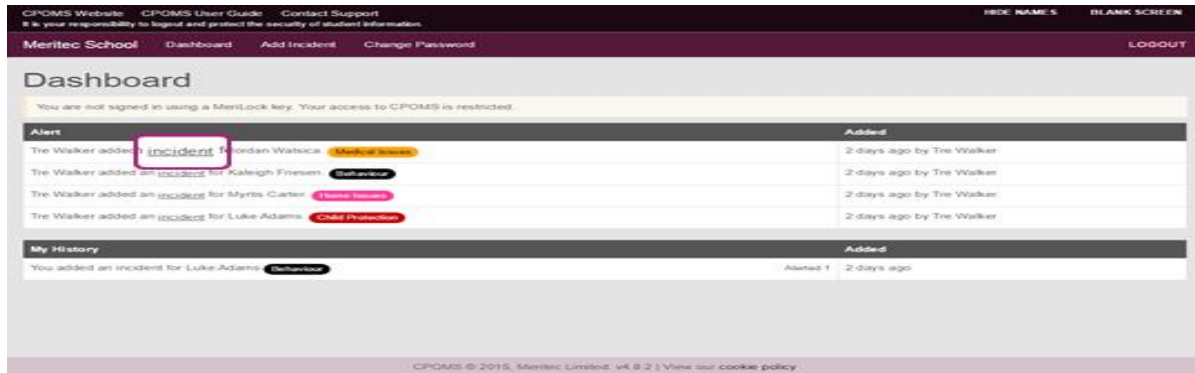 CPOMS Website CPOMS User Guide Contact Support HIDE NAMES BLANK SCREEN
It is your responsibility to logout and protect the security of student information.
Meritec School Dashboard Add Incident Change Password LOGOUT
Dashboard
You are not signed in using a MeriLock key. Your access to CPOMS is restricted.
Alert Added
Tre Walker added incident Jordan Watsica. Medical Issues 2 days ago by Tre Walker
Tre Walker added an incident for Kaleigh Friesen. Behaviour 2 days ago by Tre Walker
Tre Walker added an incident for Myrtis Carter. Home Issues 2 days ago by Tre Walker
Tre Walker added an incident for Luke Adams. Child Protection 2 days ago by Tre Walker
My History Added
You added an incident for Luke Adams. Behaviour Alerted 1 2 days ago
CPOMS © 2015, Meritec Limited. v4.8.2 | View our cookie policy